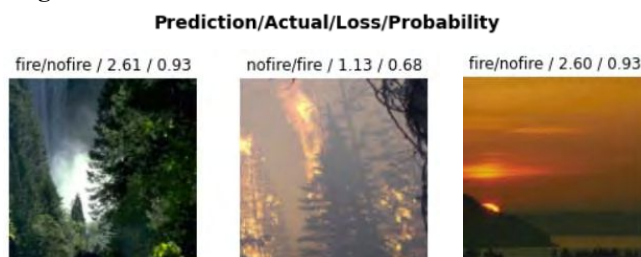 Prediction/Actual/Loss/Probability
fire/nofire / 2.61 / 0.93
nofire/fire / 1.13 / 0.68
fire/nofire / 2.60 / 0.93